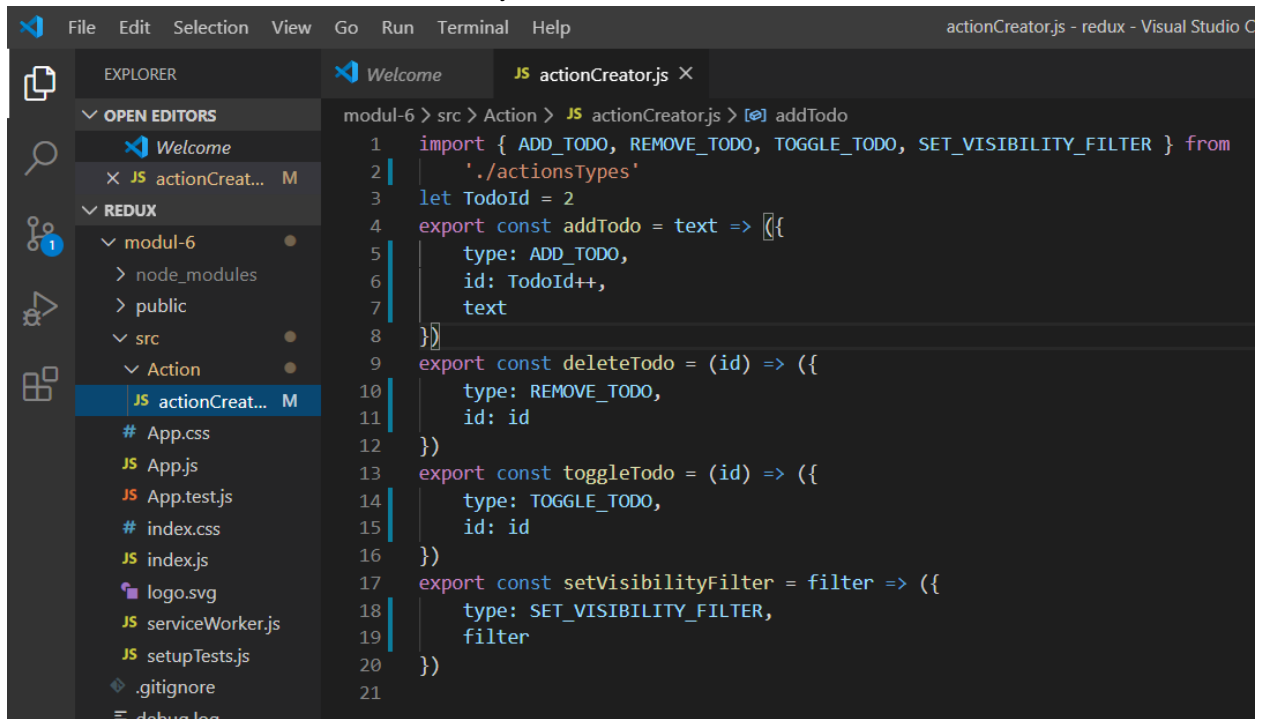 File Edit Selection View Go Run Terminal Help actionCreator.js - redux - Visual Studio C
EXPLORER
OPEN EDITORS
Welcome
JS actionCreat... M
REDUX
modul-6
node_modules
public
src
Action
JS actionCreat... M
# App.css
JS App.js
JS App.test.js
# index.css
JS index.js
logo.svg
JS serviceWorker.js
JS setupTests.js
.gitignore
debug.log
1
Welcome JS actionCreator.js
modul-6 > src > Action > JS actionCreator.js > addTodo
1 import { ADD_TODO, REMOVE_TODO, TOGGLE_TODO, SET_VISIBILITY_FILTER } from
2 './actionsTypes'
3 let TodoId = 2
4 export const addTodo = text => ({
5 type: ADD_TODO,
6 id: TodoId++,
7 text
8 })
9 export const deleteTodo = (id) => ({
10 type: REMOVE_TODO,
11 id: id
12 })
13 export const toggleTodo = (id) => ({
14 type: TOGGLE_TODO,
15 id: id
16 })
17 export const setVisibilityFilter = filter => ({
18 type: SET_VISIBILITY_FILTER,
19 filter
20 })
21